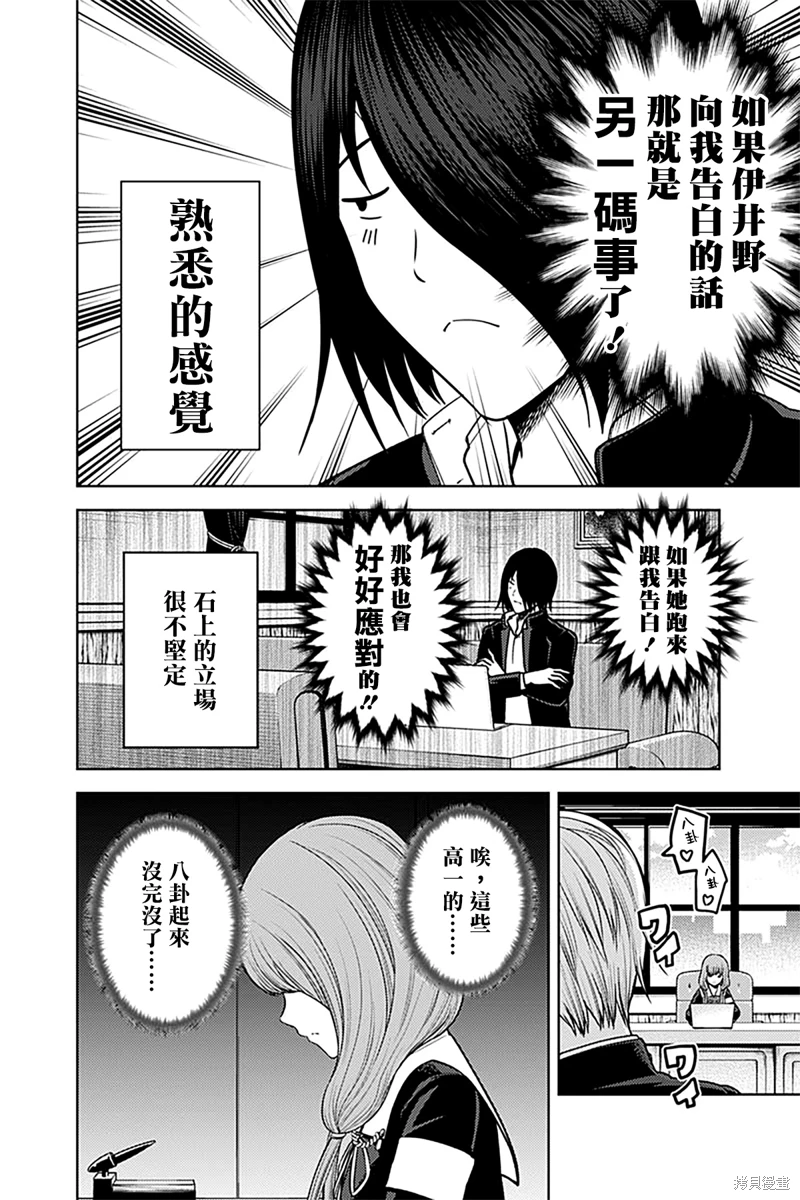 如果伊井野
向我告白的話
那就是
另一碼事了！
熟悉的感覺
如果她跑來
跟我告白！
那我也會
好好應對的！！
石上的立場
很不堅定
八卦♡
八卦♡
ワイ
ワイ
唉，這些
高一的……
八卦起來
沒完沒了……
拷貝漫畫